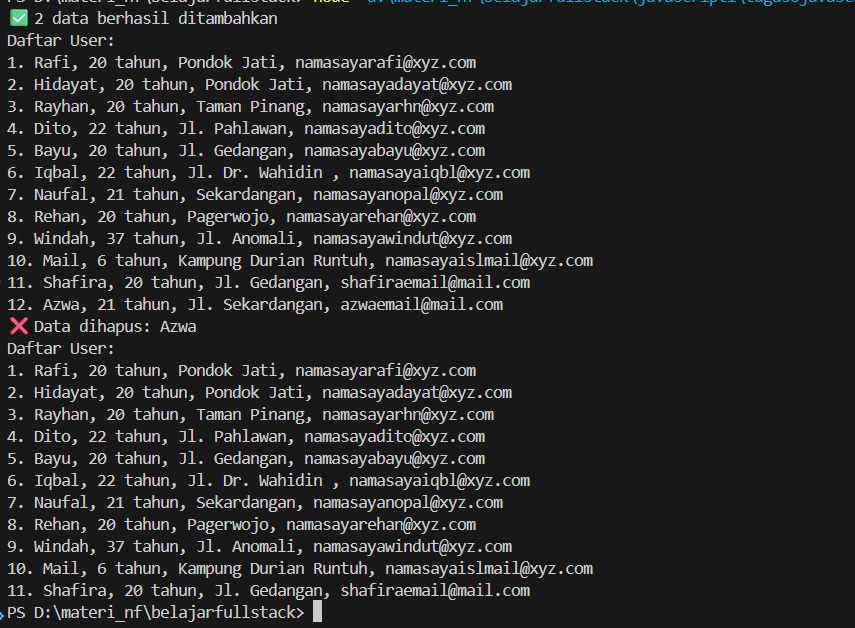 ✅ 2 data berhasil ditambahkan
Daftar User:
1. Rafi, 20 tahun, Pondok Jati, namasayarafi@xyz.com
2. Hidayat, 20 tahun, Pondok Jati, namasayadayat@xyz.com
3. Rayhan, 20 tahun, Taman Pinang, namasayarhn@xyz.com
4. Dito, 22 tahun, Jl. Pahlawan, namasayadito@xyz.com
5. Bayu, 20 tahun, Jl. Gedangan, namasayabayu@xyz.com
6. Iqbal, 22 tahun, Jl. Dr. Wahidin , namasayaiqbl@xyz.com
7. Naufal, 21 tahun, Sekardangan, namasayanopal@xyz.com
8. Rehan, 20 tahun, Pagerwojo, namasayarehan@xyz.com
9. Windah, 37 tahun, Jl. Anomali, namasayawindut@xyz.com
10. Mail, 6 tahun, Kampung Durian Runtuh, namasayaislmail@xyz.com
11. Shafira, 20 tahun, Jl. Gedangan, shafiraemail@mail.com
12. Azwa, 21 tahun, Jl. Sekardangan, azwaemail@mail.com
❌ Data dihapus: Azwa
Daftar User:
1. Rafi, 20 tahun, Pondok Jati, namasayarafi@xyz.com
2. Hidayat, 20 tahun, Pondok Jati, namasayadayat@xyz.com
3. Rayhan, 20 tahun, Taman Pinang, namasayarhn@xyz.com
4. Dito, 22 tahun, Jl. Pahlawan, namasayadito@xyz.com
5. Bayu, 20 tahun, Jl. Gedangan, namasayabayu@xyz.com
6. Iqbal, 22 tahun, Jl. Dr. Wahidin , namasayaiqbl@xyz.com
7. Naufal, 21 tahun, Sekardangan, namasayanopal@xyz.com
8. Rehan, 20 tahun, Pagerwojo, namasayarehan@xyz.com
9. Windah, 37 tahun, Jl. Anomali, namasayawindut@xyz.com
10. Mail, 6 tahun, Kampung Durian Runtuh, namasayaislmail@xyz.com
11. Shafira, 20 tahun, Jl. Gedangan, shafiraemail@mail.com
PS D:\materi_nf\belajarfullstack>